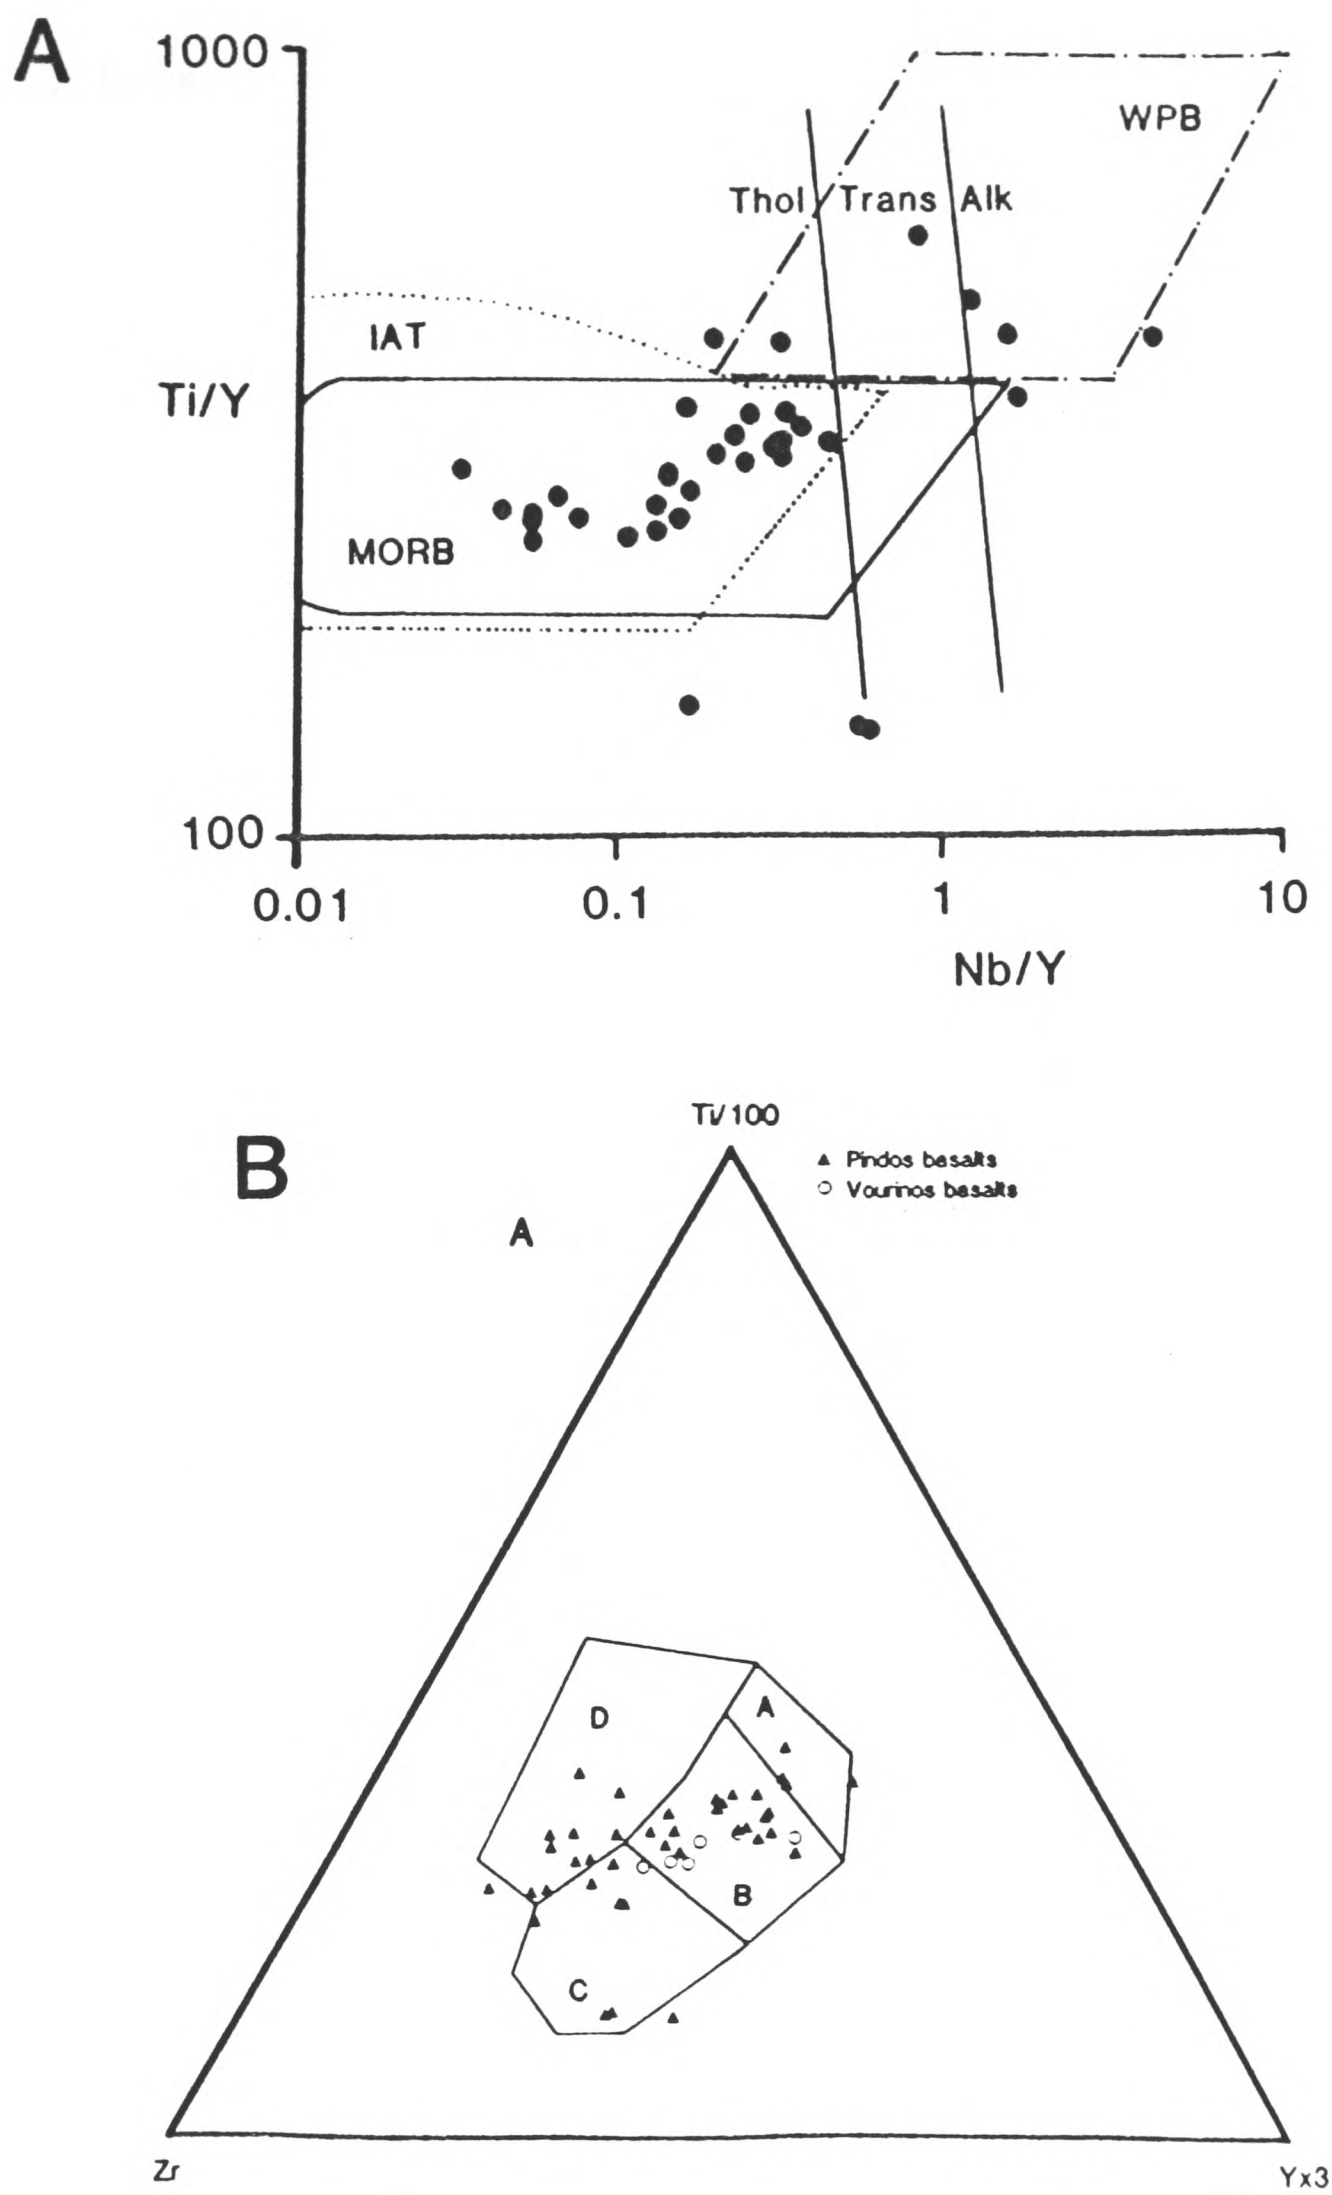 A
1000
WPB
Thol Trans Alk
IAT
Ti/Y
MORB
100
0.01 0.1 1 10
Nb/Y
B
Ti/100
▲ Pindos basalts
○ Vourinos basalts
A
D
A
B
C
Zr
Yx3